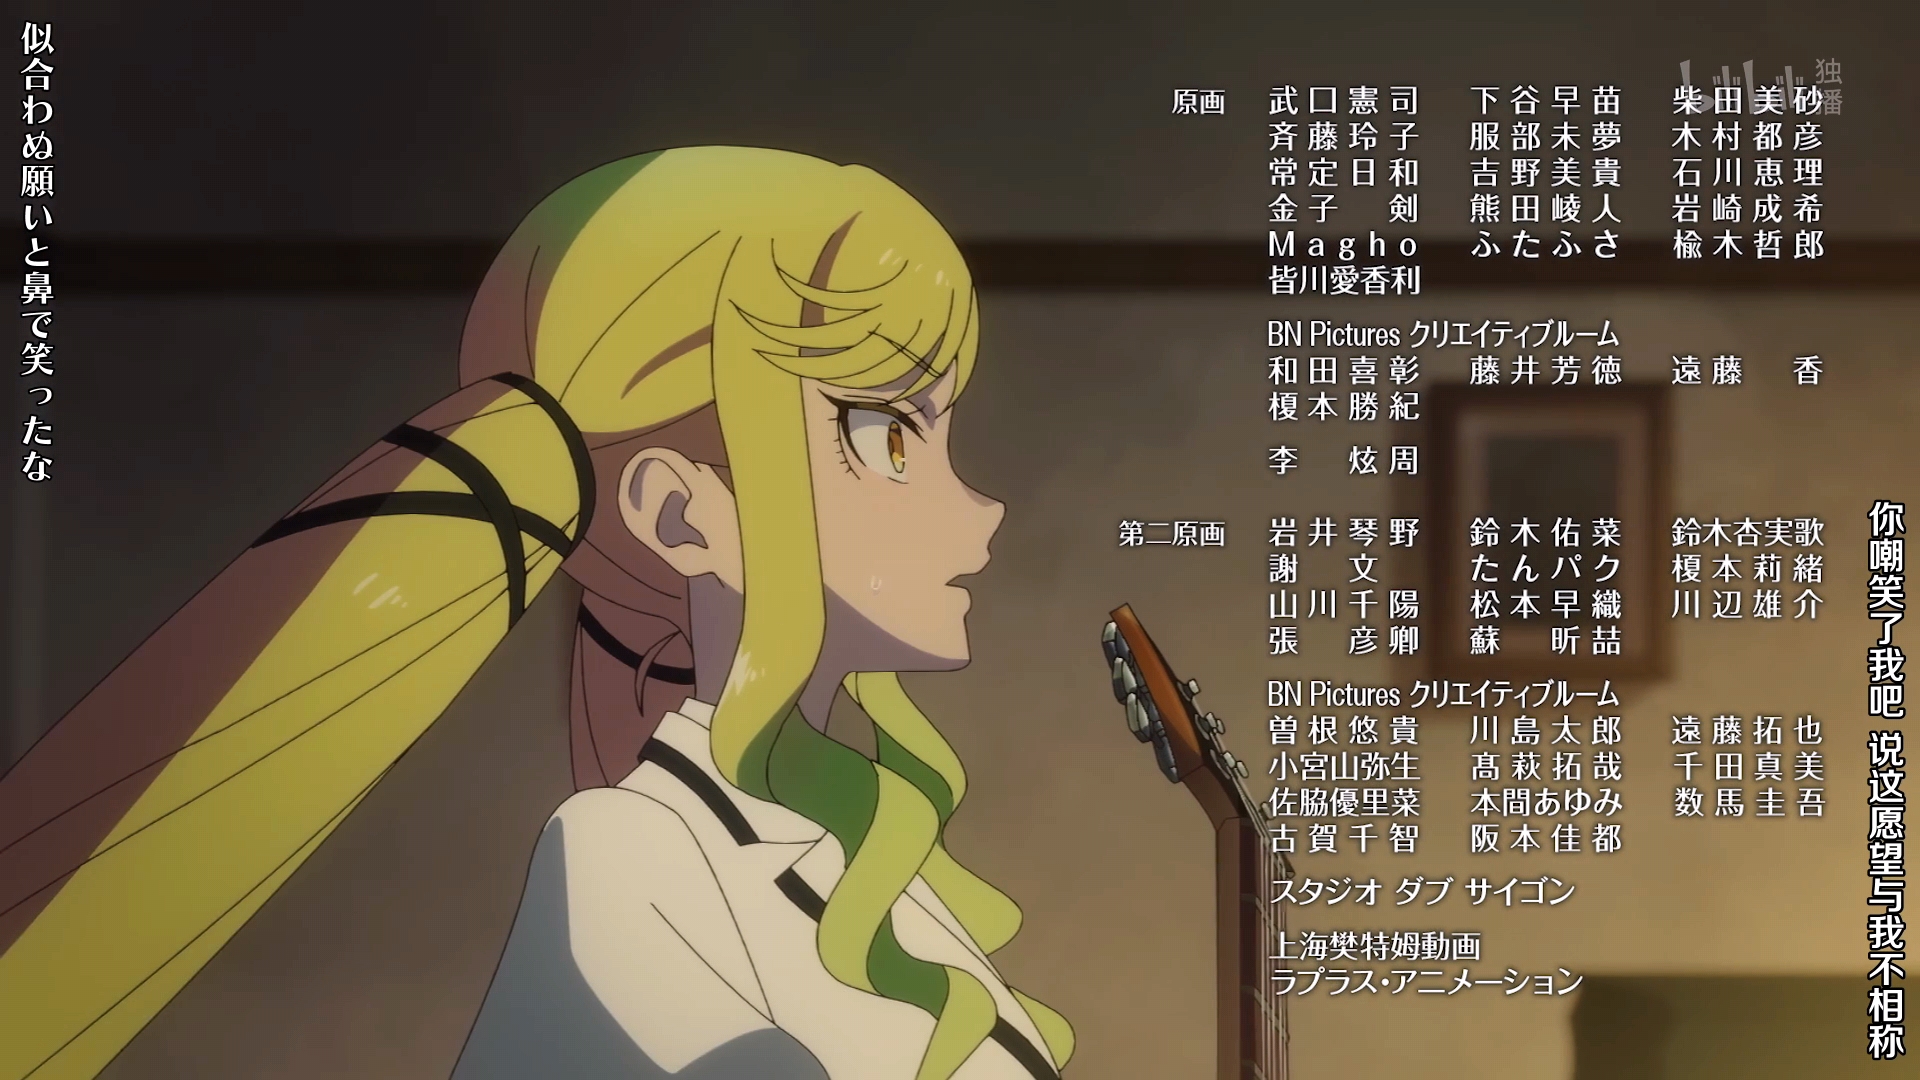 似合わぬ願いと鼻で笑ったな
独播
原画
武口憲司 下谷早苗 柴田美砂
斉藤玲子 服部未夢 木村都彦
常定日和 吉野美貴 石川恵理
金子剣 熊田崚人 岩崎成希
Magho ふたふさ 楡木哲郎
皆川愛香利
BN Pictures クリエイティブルーム
和田喜彰 藤井芳徳 遠藤香
榎本勝紀
李炫周
第二原画
岩井琴野 鈴木佑菜 鈴木杏実歌
謝文 たんパク 榎本莉緒
山川千陽 松本早織 川辺雄介
張彦卿 蘇昕喆
BN Pictures クリエイティブルーム
曽根悠貴 川島太郎 遠藤拓也
小宮山弥生 髙萩拓哉 千田真美
佐脇優里菜 本間あゆみ 数馬圭吾
古賀千智 阪本佳都
スタジオ ダブ サイゴン
上海樊特姆動画
ラプラス・アニメーション
你嘲笑了我吧 说这愿望与我不相称